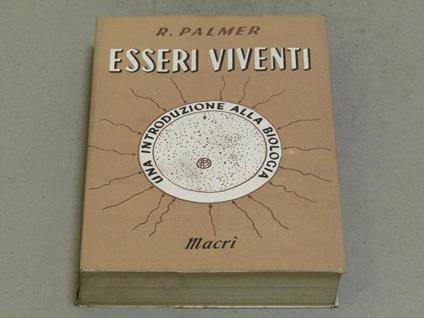 R. PALMER
ESSERI VIVENTI
UNA INTRODUZIONE ALLA BIOLOGIA
Macrì